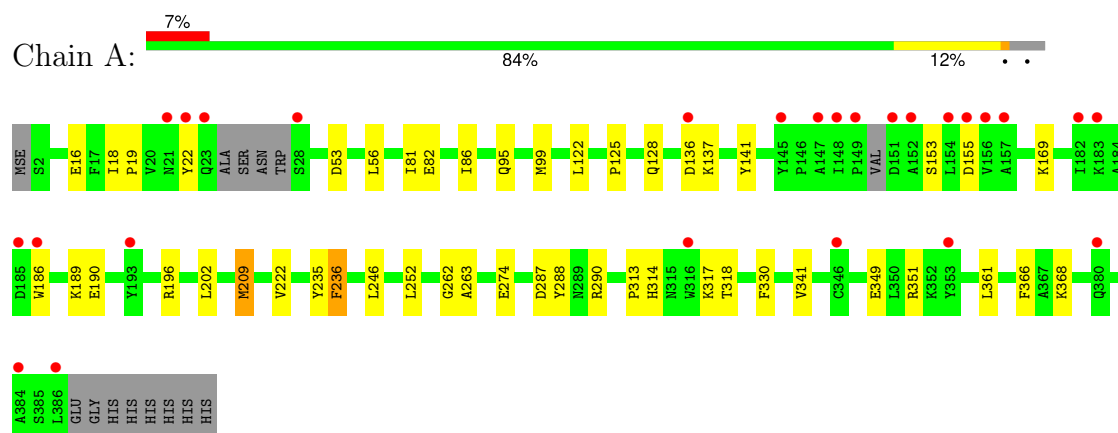 7%
Chain A:
84% 12% • •
MSE S2 E16 F17 I18 P19 V20 N21 Y22 Q23 ALA SER ASN TRP S28 D53 L56 I81 E82 I86 Q95 M99 L122 P125 Q128 D136 K137 Y141 Y145 P146 A147 I148 P149 VAL D151 A152 S153 L154 D155 V156 A157 K169 I182 K183 A184
D185 W186 K189 E190 Y193 R196 L202 M209 V222 Y235 F236 L246 L252 G262 A263 E274 D287 Y288 N289 R290 P313 H314 N315 W316 K317 T318 F330 V341 C346 E349 L350 R351 K352 Y353 L361 F366 A367 K368 Q380
A384 S385 L386 GLU GLY HIS HIS HIS HIS HIS HIS